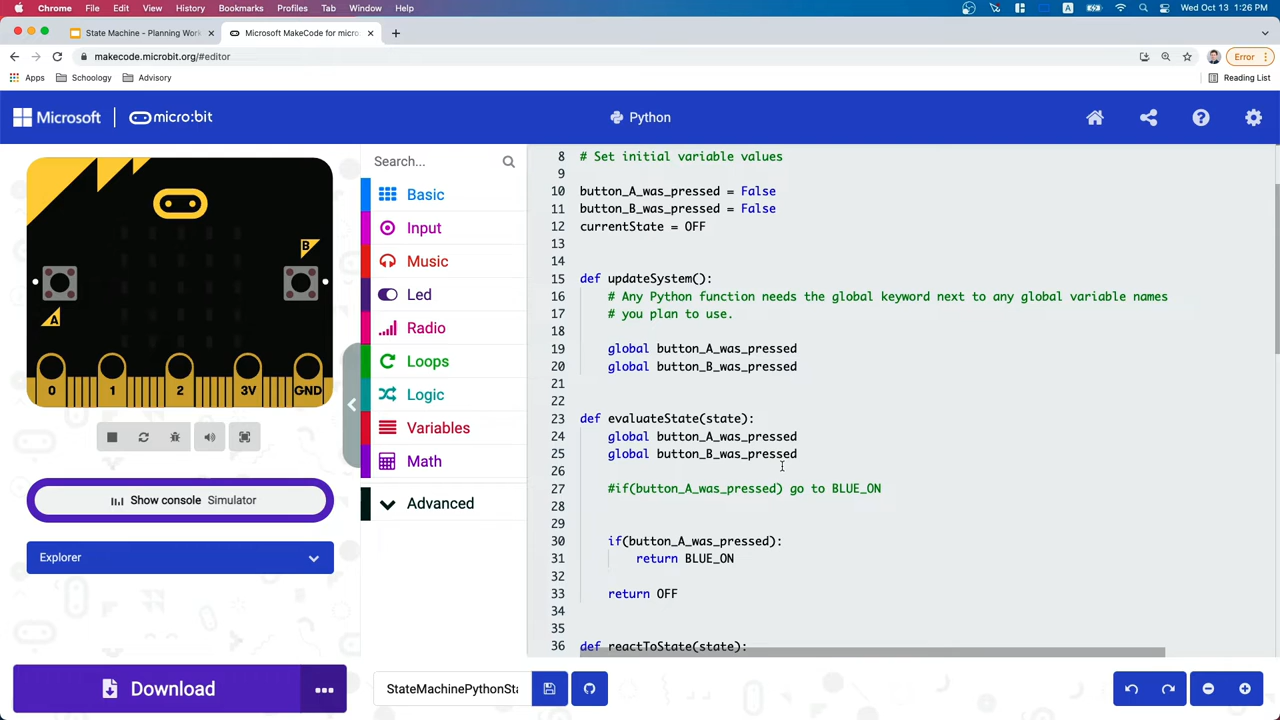 Chrome File Edit View History Bookmarks Profiles Tab Window Help
A
Wed Oct 13 1:26 PM
State Machine - Planning Work
Microsoft MakeCode for micro:
makecode.microbit.org/#editor
Error
Apps Schoology Advisory
Reading List
Microsoft micro:bit
Python
B
A
0 1 2 3V GND
Show console Simulator
Explorer
Download
Search...
Basic
Input
Music
Led
Radio
Loops
Logic
Variables
Math
Advanced
8 # Set initial variable values
9
10 button_A_was_pressed = False
11 button_B_was_pressed = False
12 currentState = OFF
13
14
15 def updateSystem():
16 # Any Python function needs the global keyword next to any global variable names
17 # you plan to use.
18
19 global button_A_was_pressed
20 global button_B_was_pressed
21
22
23 def evaluateState(state):
24 global button_A_was_pressed
25 global button_B_was_pressed
26
27 #if(button_A_was_pressed) go to BLUE_ON
28
29
30 if(button_A_was_pressed):
31 return BLUE_ON
32
33 return OFF
34
35
36 def reactToState(state):
StateMachinePythonSta